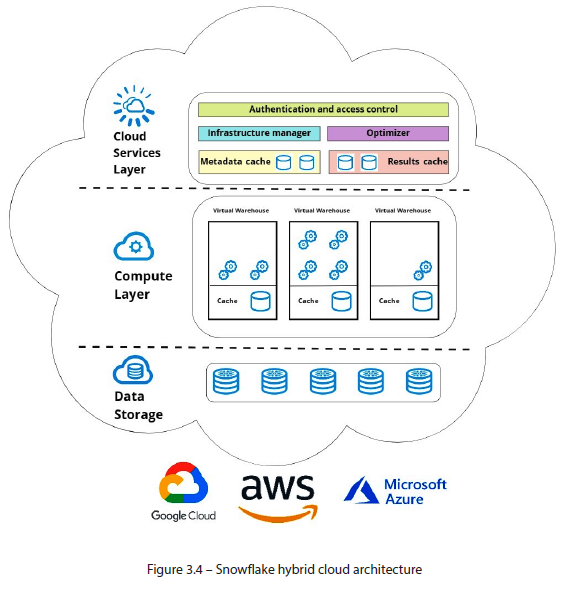 Authentication and access control
Infrastructure manager
Optimizer
Metadata cache
Results cache
Cloud
Services
Layer
Virtual Warehouse
Virtual Warehouse
Virtual Warehouse
Cache
Cache
Cache
Compute
Layer
Data
Storage
Google Cloud
aws
Microsoft
Azure
Figure 3.4 – Snowflake hybrid cloud architecture